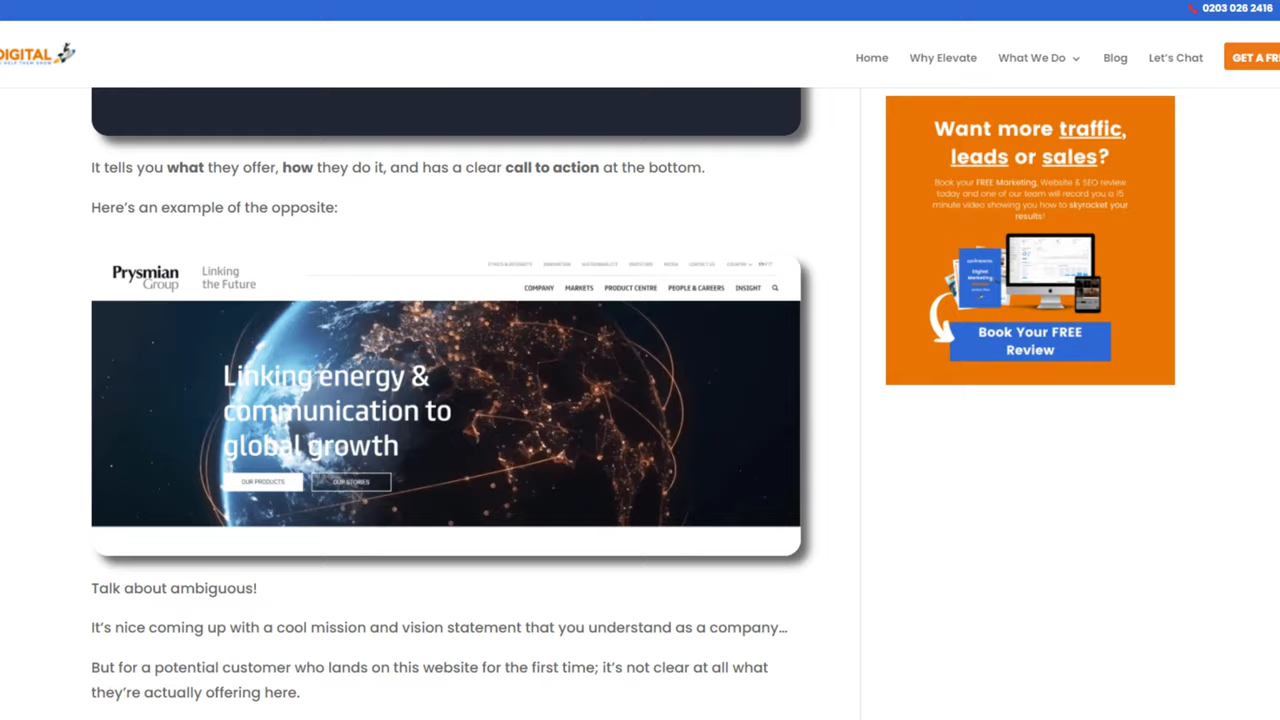 0203 026 2416
DIGITAL
Home
Why Elevate
What We Do
Blog
Let's Chat
GET A FR
It tells you what they offer, how they do it, and has a clear call to action at the bottom.
Here's an example of the opposite:
Prysmian
Group
Linking
the Future
INNOVATION
SUSTAINABILITY
INVESTORS
MEDIA
CONTACT US
COUNTRY
COMPANY
MARKETS
PRODUCT CENTRE
PEOPLE & CAREERS
INSIGHT
Linking energy &
communication to
global growth
OUR PRODUCTS
OUR STORIES
Talk about ambiguous!
It's nice coming up with a cool mission and vision statement that you understand as a company...
But for a potential customer who lands on this website for the first time; it's not clear at all what
they're actually offering here.
Want more traffic,
leads or sales?
Book your FREE Marketing, Website & SEO review
today and one of our team will record you a 15
minute video showing you how to skyracket your
results!
Digital
Marketing
Book Your FREE
Review